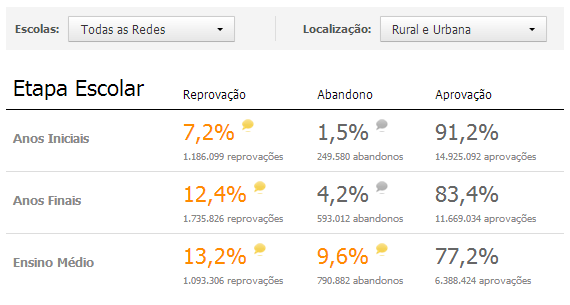 Escolas: Todas as Redes Localização: Rural e Urbana
Etapa Escolar Reprovação Abandono Aprovação
Anos Iniciais 7,2% 1,5% 91,2%
1.186.099 reprovações 249.580 abandonos 14.925.092 aprovações
Anos Finais 12,4% 4,2% 83,4%
1.735.826 reprovações 593.012 abandonos 11.669.034 aprovações
Ensino Médio 13,2% 9,6% 77,2%
1.093.306 reprovações 790.882 abandonos 6.388.424 aprovações